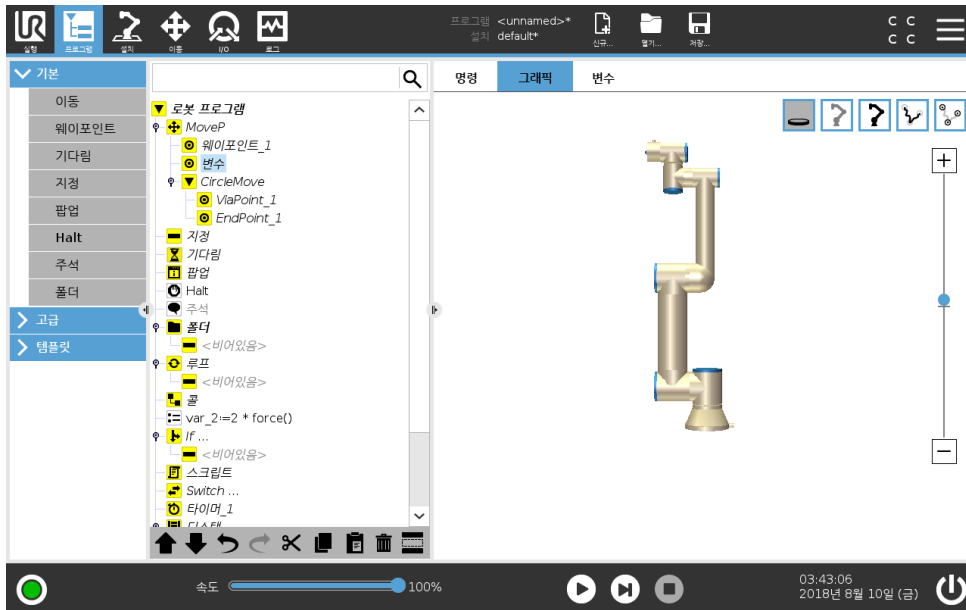 UR
실행
프로그램
설치
이동
I/O
로그
프로그램 <unnamed>*
설치 default*
신규...
열기...
저장...
C C
C C
기본
이동
웨이포인트
기다림
지정
팝업
Halt
주석
폴더
고급
템플릿
로봇 프로그램
MoveP
웨이포인트_1
변수
CircleMove
ViaPoint_1
EndPoint_1
지정
기다림
팝업
Halt
주석
폴더
<비어있음>
루프
<비어있음>
콜
var_2:=2 * force()
If ...
<비어있음>
스크립트
Switch ...
타이머_1
명령
그래픽
변수
속도
100%
03:43:06
2018년 8월 10일 (금)